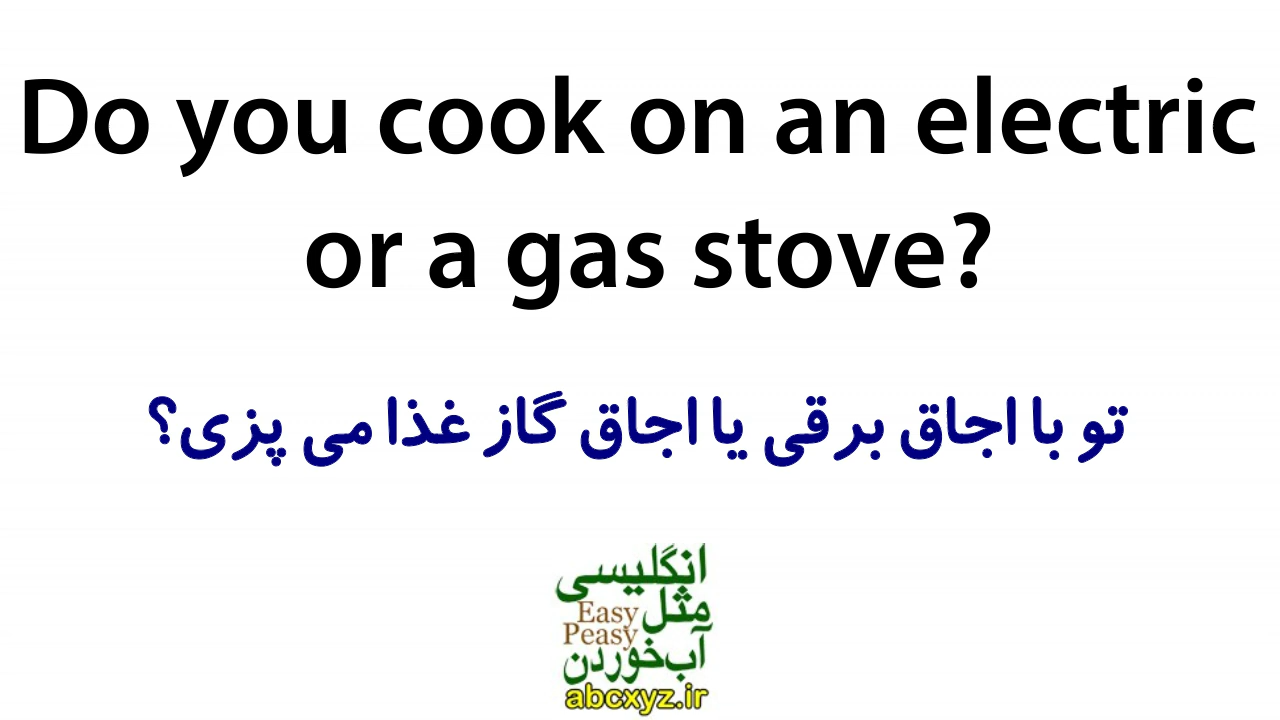 Do you cook on an electric
or a gas stove?
تو با اجاق برقی یا اجاق گاز غذا می پزی؟
انگلیسی
مثل
Easy
Peasy
آب‌خوردن
abcxyz.ir